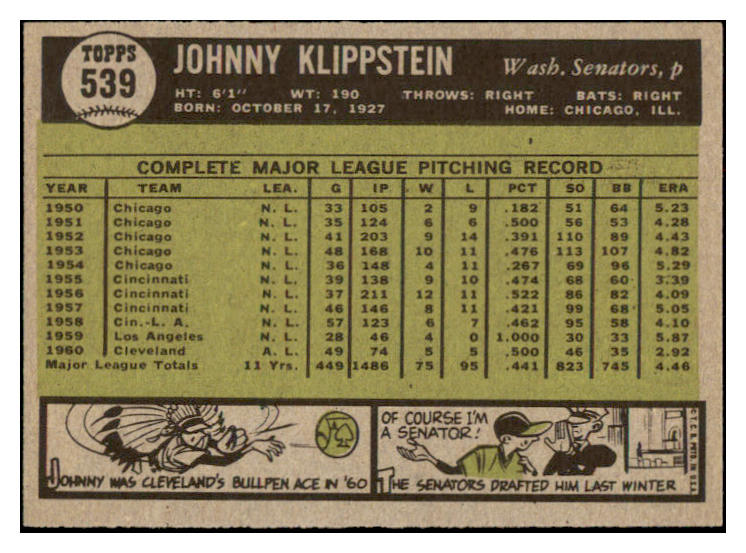 TOPPS
539
JOHNNY KLIPPSTEIN Wash. Senators, p
HT: 6'1" WT: 190 THROWS: RIGHT BATS: RIGHT
BORN: OCTOBER 17, 1927 HOME: CHICAGO, ILL.
COMPLETE MAJOR LEAGUE PITCHING RECORD
YEAR TEAM LEA. G IP W L PCT SO BB ERA
1950 Chicago N. L. 33 105 2 9 .182 51 64 5.23
1951 Chicago N. L. 35 124 6 6 .500 56 53 4.28
1952 Chicago N. L. 41 203 9 14 .391 110 89 4.43
1953 Chicago N. L. 48 168 10 11 .476 113 107 4.82
1954 Chicago N. L. 36 148 4 11 .267 69 96 5.29
1955 Cincinnati N. L. 39 138 9 10 .474 68 60 3.39
1956 Cincinnati N. L. 37 211 12 11 .522 86 82 4.09
1957 Cincinnati N. L. 46 146 8 11 .421 99 68 5.05
1958 Cin.-L. A. N. L. 57 123 6 7 .462 95 58 4.10
1959 Los Angeles N. L. 28 46 4 0 1.000 30 33 5.87
1960 Cleveland A. L. 49 74 5 5 .500 46 35 2.92
Major League Totals 11 Yrs. 449 1486 75 95 .441 823 745 4.46
OF COURSE I'M
A SENATOR!
JOHNNY WAS CLEVELAND'S BULLPEN ACE IN '60
THE SENATORS DRAFTED HIM LAST WINTER
© T. C. G. PRTD. IN U.S.A.